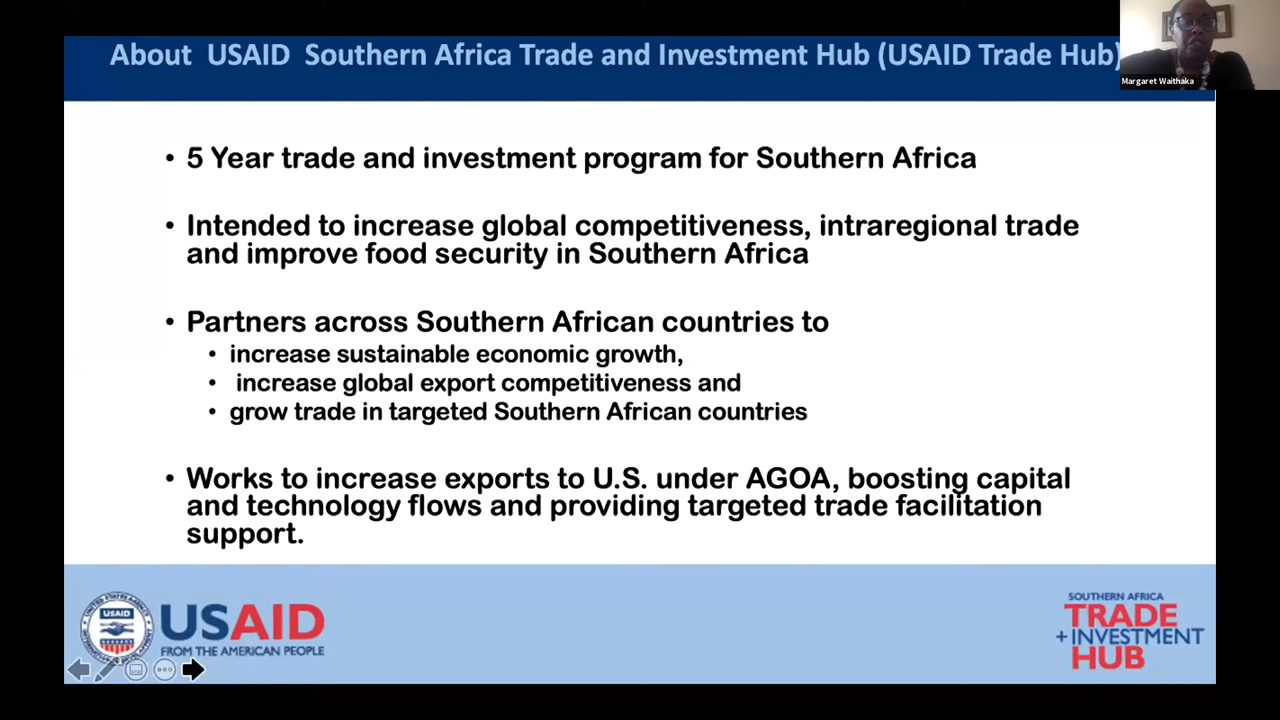 About USAID Southern Africa Trade and Investment Hub (USAID Trade Hub)
Margaret Waithaka
• 5 Year trade and investment program for Southern Africa
• Intended to increase global competitiveness, intraregional trade
and improve food security in Southern Africa
• Partners across Southern African countries to
• increase sustainable economic growth,
• increase global export competitiveness and
• grow trade in targeted Southern African countries
• Works to increase exports to U.S. under AGOA, boosting capital
and technology flows and providing targeted trade facilitation
support.
USAID
USAID
FROM THE AMERICAN PEOPLE
SOUTHERN AFRICA
TRADE
+INVESTMENT
HUB